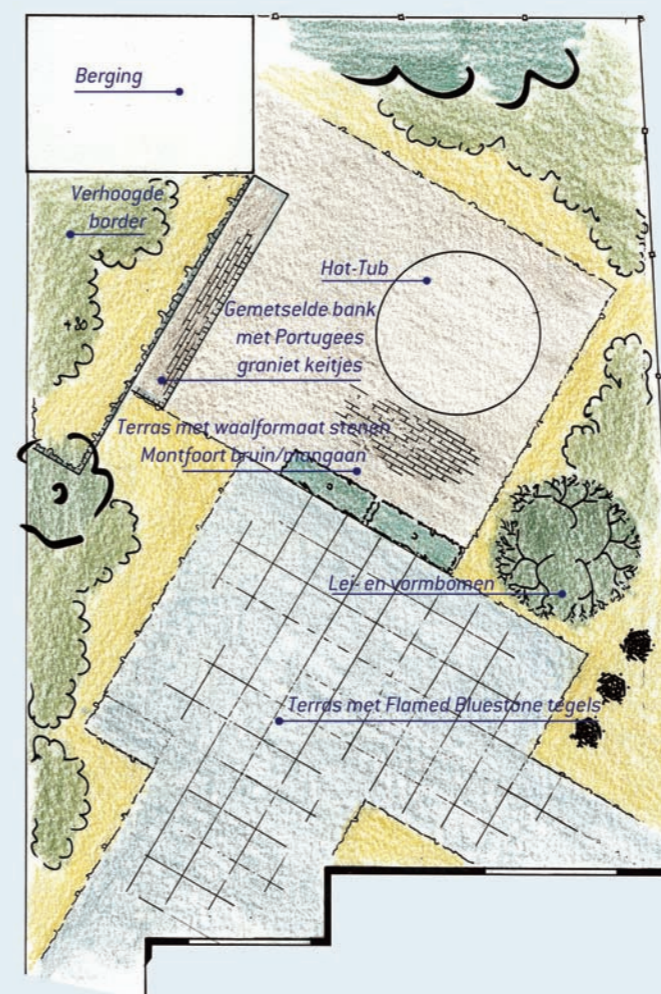 Berging
Verhoogde
border
+80
Hot-Tub
Gemetselde bank
met Portugees
graniet keitjes
Terras met waalformaat stenen
Montfoort bruin/mangaan
Lei- en vormbomen
Terras met Flamed Bluestone tegels